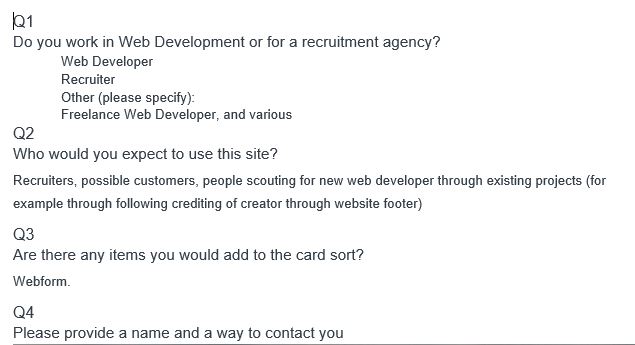 Q1
Do you work in Web Development or for a recruitment agency?
Web Developer
Recruiter
Other (please specify):
Freelance Web Developer, and various
Q2
Who would you expect to use this site?
Recruiters, possible customers, people scouting for new web developer through existing projects (for
example through following crediting of creator through website footer)
Q3
Are there any items you would add to the card sort?
Webform.
Q4
Please provide a name and a way to contact you